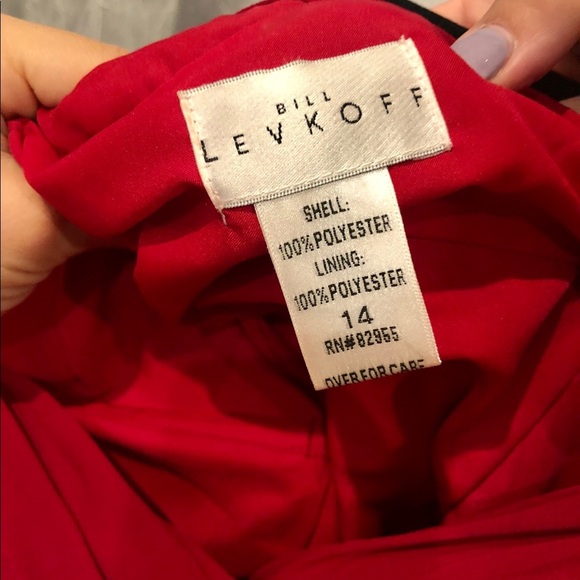 BILL
LEVKOFF
SHELL:
100% POLYESTER
LINING:
100% POLYESTER
14
RN#82955
OVER FOR CARE